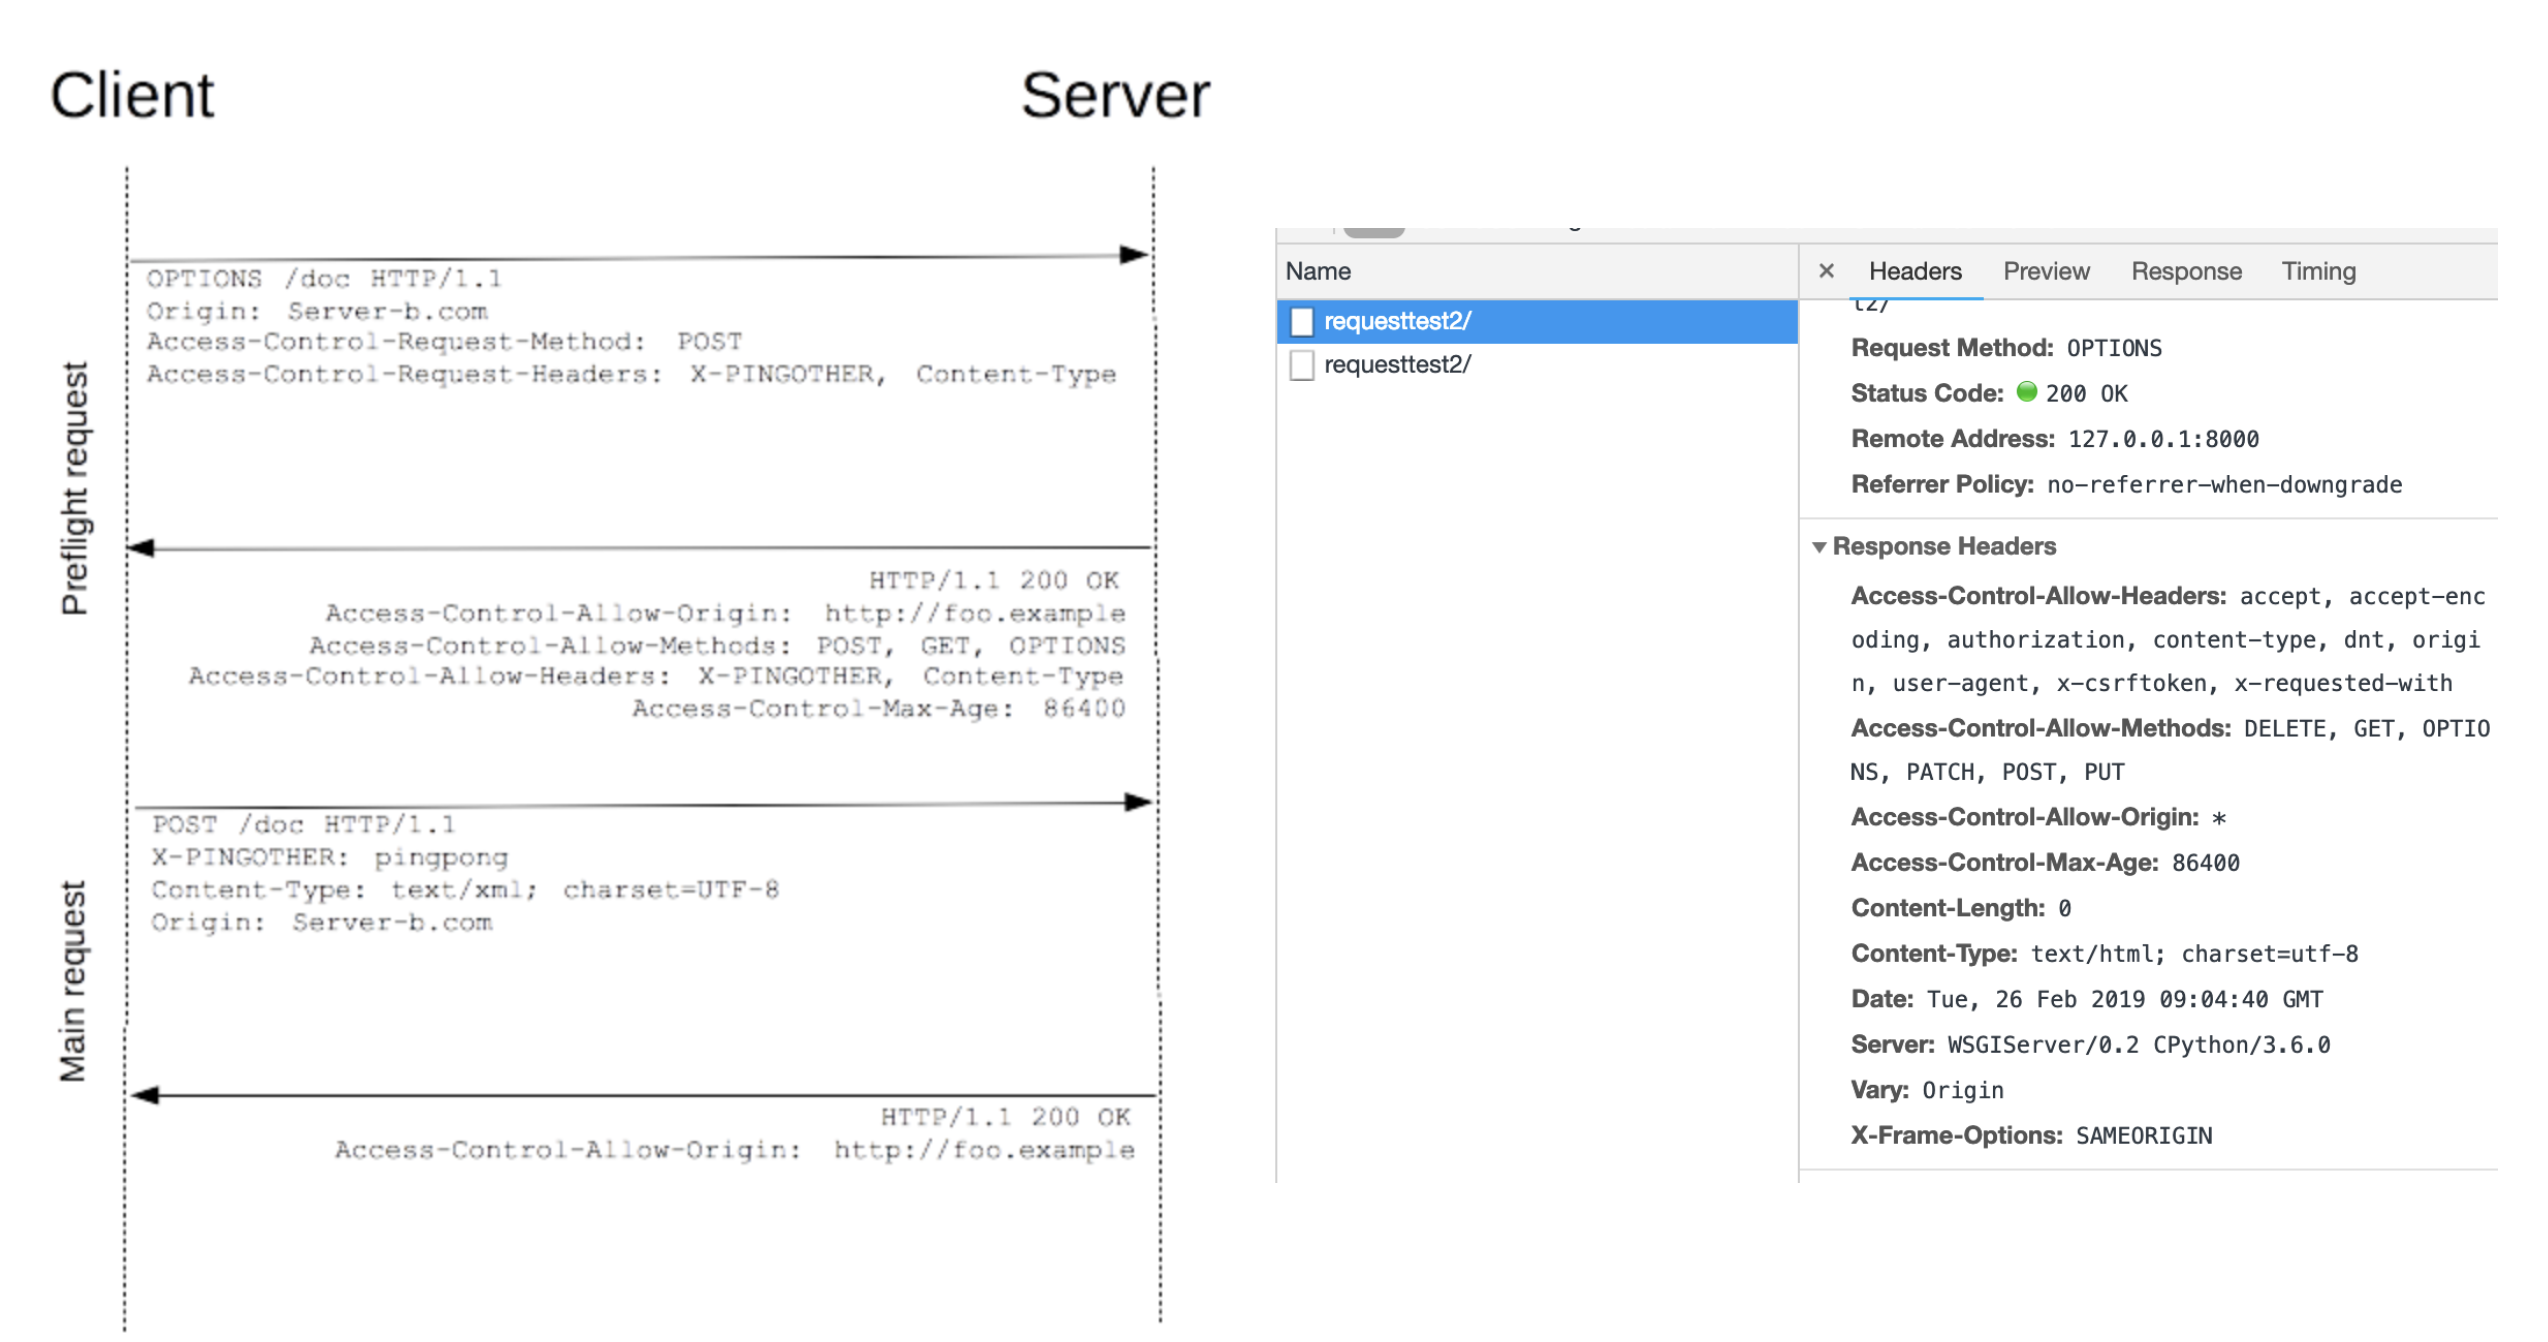 Client
Server
Preflight request
OPTIONS /doc HTTP/1.1
Origin: Server-b.com
Access-Control-Request-Method: POST
Access-Control-Request-Headers: X-PINGOTHER, Content-Type
HTTP/1.1 200 OK
Access-Control-Allow-Origin: http://foo.example
Access-Control-Allow-Methods: POST, GET, OPTIONS
Access-Control-Allow-Headers: X-PINGOTHER, Content-Type
Access-Control-Max-Age: 86400
Main request
POST /doc HTTP/1.1
X-PINGOTHER: pingpong
Content-Type: text/xml; charset=UTF-8
Origin: Server-b.com
HTTP/1.1 200 OK
Access-Control-Allow-Origin: http://foo.example
Name
requesttest2/
requesttest2/
× Headers Preview Response Timing
t2/
Request Method: OPTIONS
Status Code: 200 OK
Remote Address: 127.0.0.1:8000
Referrer Policy: no-referrer-when-downgrade
Response Headers
Access-Control-Allow-Headers: accept, accept-enc
oding, authorization, content-type, dnt, origi
n, user-agent, x-csrftoken, x-requested-with
Access-Control-Allow-Methods: DELETE, GET, OPTIO
NS, PATCH, POST, PUT
Access-Control-Allow-Origin: *
Access-Control-Max-Age: 86400
Content-Length: 0
Content-Type: text/html; charset=utf-8
Date: Tue, 26 Feb 2019 09:04:40 GMT
Server: WSGIServer/0.2 CPython/3.6.0
Vary: Origin
X-Frame-Options: SAMEORIGIN